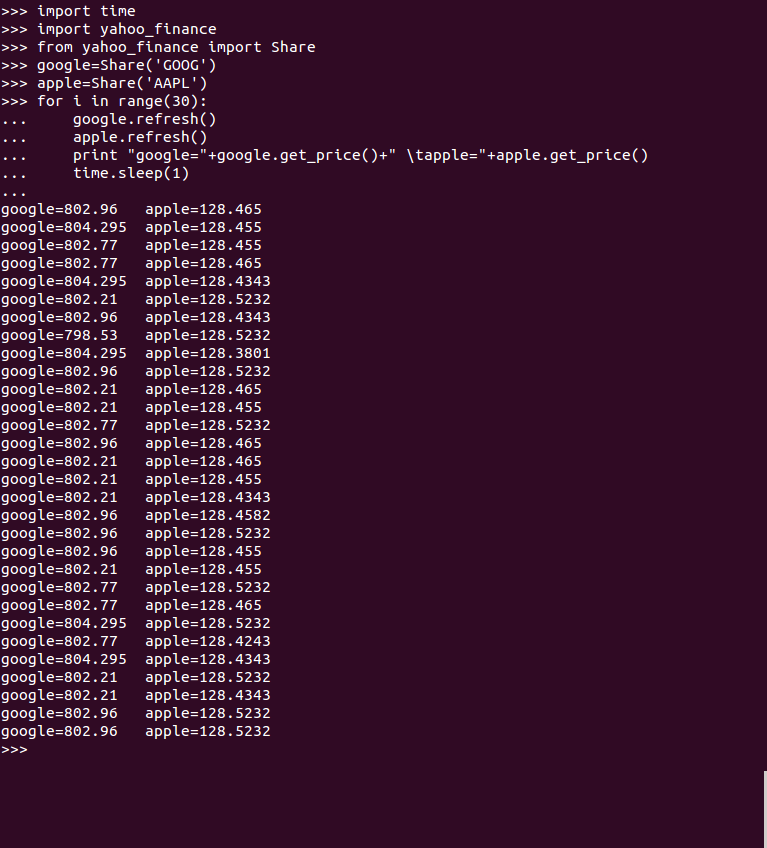 >>> import time
>>> import yahoo_finance
>>> from yahoo_finance import Share
>>> google=Share('GOOG')
>>> apple=Share('AAPL')
>>> for i in range(30):
...     google.refresh()
...     apple.refresh()
...     print "google="+google.get_price()+" \tapple="+apple.get_price()
...     time.sleep(1)
...
google=802.96   apple=128.465
google=804.295  apple=128.455
google=802.77   apple=128.455
google=802.77   apple=128.465
google=804.295  apple=128.4343
google=802.21   apple=128.5232
google=802.96   apple=128.4343
google=798.53   apple=128.5232
google=804.295  apple=128.3801
google=802.96   apple=128.5232
google=802.21   apple=128.465
google=802.21   apple=128.455
google=802.77   apple=128.5232
google=802.96   apple=128.465
google=802.21   apple=128.465
google=802.21   apple=128.455
google=802.21   apple=128.4343
google=802.96   apple=128.4582
google=802.96   apple=128.5232
google=802.96   apple=128.455
google=802.21   apple=128.455
google=802.77   apple=128.5232
google=802.77   apple=128.465
google=804.295  apple=128.5232
google=802.77   apple=128.4243
google=804.295  apple=128.4343
google=802.21   apple=128.5232
google=802.21   apple=128.4343
google=802.96   apple=128.5232
google=802.96   apple=128.5232
>>>